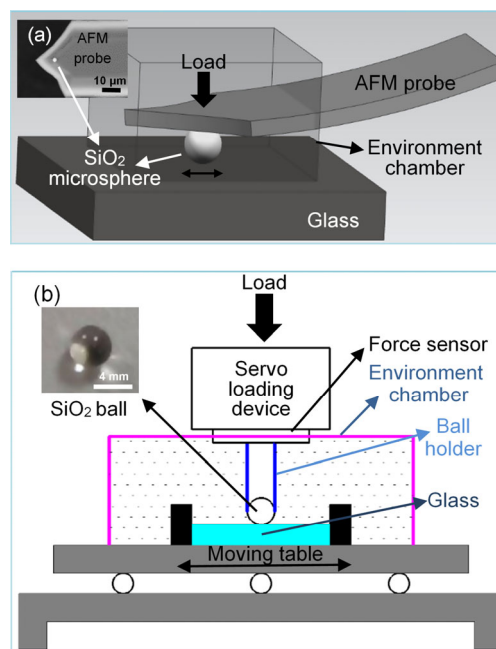 (a)
AFM
probe
10 µm
Load
AFM probe
SiO₂
microsphere
Environment
chamber
Glass
(b)
Load
4 mm
SiO₂ ball
Servo
loading
device
Force sensor
Environment
chamber
Ball
holder
Glass
Moving table